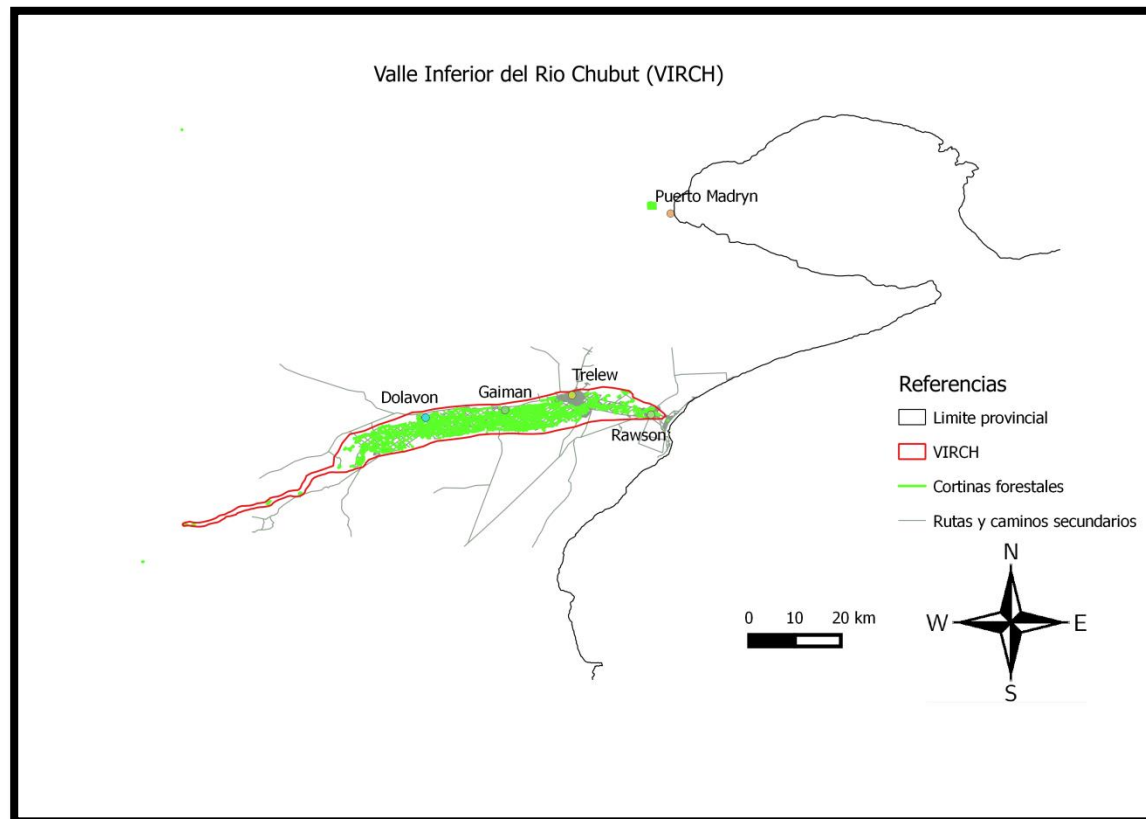 Valle Inferior del Rio Chubut (VIRCH)
Puerto Madryn
Trelew
Gaiman
Dolavon
Rawson
Referencias
Limite provincial
VIRCH
Cortinas forestales
Rutas y caminos secundarios
0 10 20 km
N
W E
S